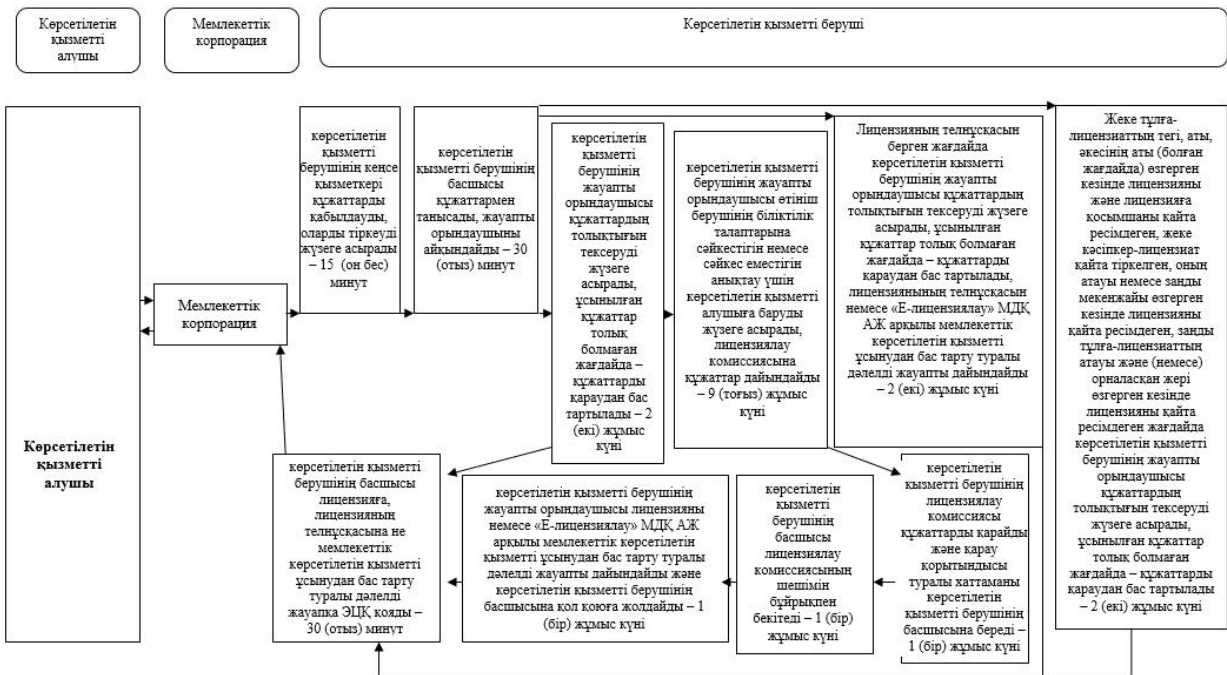 Көрсетілетін
қызметті
алушы
Мемлекеттік
корпорация
Көрсетілетін қызметті беруші
Көрсетілетін
қызметті
алушы
Мемлекеттік
корпорация
көрсетілетін
қызметті
берушінің кеңсе
қызметкері
құжаттарды
қабылдауды,
оларды тіркеуді
жүзеге асырады
– 15 (он бес)
минут
көрсетілетін
қызметті берушінің
басшысы
құжаттармен
танысады, жауапты
орындаушыны
айқындайды – 30
(отыз) минут
көрсетілетін
қызметті
берушінің
жауапты
орындаушысы
құжаттардың
толықтығын
тексеруді
жүзеге
асырады,
ұсынылған
құжаттар
толық
болмаған
жағдайда –
құжаттарды
қараудан бас
тартылады – 2
(екі) жұмыс
күні
көрсетілетін қызметті
берушінің жауапты
орындаушысы өтініш
берушінің біліктілік
талаптарына
сәйкестігін немесе
сәйкес еместігін
анықтау үшін
көрсетілетін қызметті
алушыға баруды
жүзеге асырады,
лицензиялау
комиссиясына
құжаттар дайындайды
– 9 (тоғыз) жұмыс
күні
Лицензияның телнұсқасын
берген жағдайда
көрсетілетін қызметті
берушінің жауапты
орындаушысы құжаттардың
толықтығын тексеруді жүзеге
асырады, ұсынылған
құжаттар толық болмаған
жағдайда – құжаттарды
қараудан бас тартылады,
лицензиянының телнұсқасын
немесе «Е-лицензиялау» МДҚ
АЖ арқылы мемлекеттік
көрсетілетін қызметті
ұсынудан бас тарту туралы
дәлелді жауапты дайындайды
– 2 (екі) жұмыс күні
Жеке тұлға-
лицензиаттың тегі, аты,
әкесінің аты (болған
жағдайда) өзгерген
кезінде лицензияны
және лицензияға
қосымшаны қайта
ресімдеген, жеке
кәсіпкер-лицензиат
қайта тіркелген, оның
атауы немесе заңды
мекенжайы өзгерген
кезінде лицензияны
қайта ресімдеген, заңды
тұлға-лицензиаттың
атауы және (немесе)
орналасқан жері
өзгерген кезінде
лицензияны қайта
ресімдеген жағдайда
көрсетілетін қызметті
берушінің жауапты
орындаушысы
құжаттардың
толықтығын тексеруді
жүзеге асырады,
ұсынылған құжаттар
толық болмаған
жағдайда – құжаттарды
қараудан бас тартылады
– 2 (екі) жұмыс күні
көрсетілетін қызметті
берушінің басшысы
лицензияға,
лицензияның
телнұсқасына не
мемлекеттік
көрсетілетін қызметті
ұсынудан бас тарту
туралы дәлелді
жауапқа ЭЦҚ қояды –
30 (отыз) минут
көрсетілетін қызметті берушінің
жауапты орындаушысы лицензияны
немесе «Е-лицензиялау» МДҚ АЖ
арқылы мемлекеттік көрсетілетін
қызметті ұсынудан бас тарту туралы
дәлелді жауапты дайындайды және
көрсетілетін қызметті берушінің
басшысына қол қоюға жолдайды – 1
(бір) жұмыс күні
көрсетілетін
қызметті
берушінің
басшысы
лицензиялау
комиссиясының
шешімін
бұйрықпен
бекітеді – 1 (бір)
жұмыс күні
көрсетілетін
қызметті берушінің
лицензиялау
комиссиясы
құжаттарды қарайды
және қарау
қорытындысы
туралы хаттаманы
көрсетілетін
қызметті берушінің
басшысына береді –
1 (бір) жұмыс күні